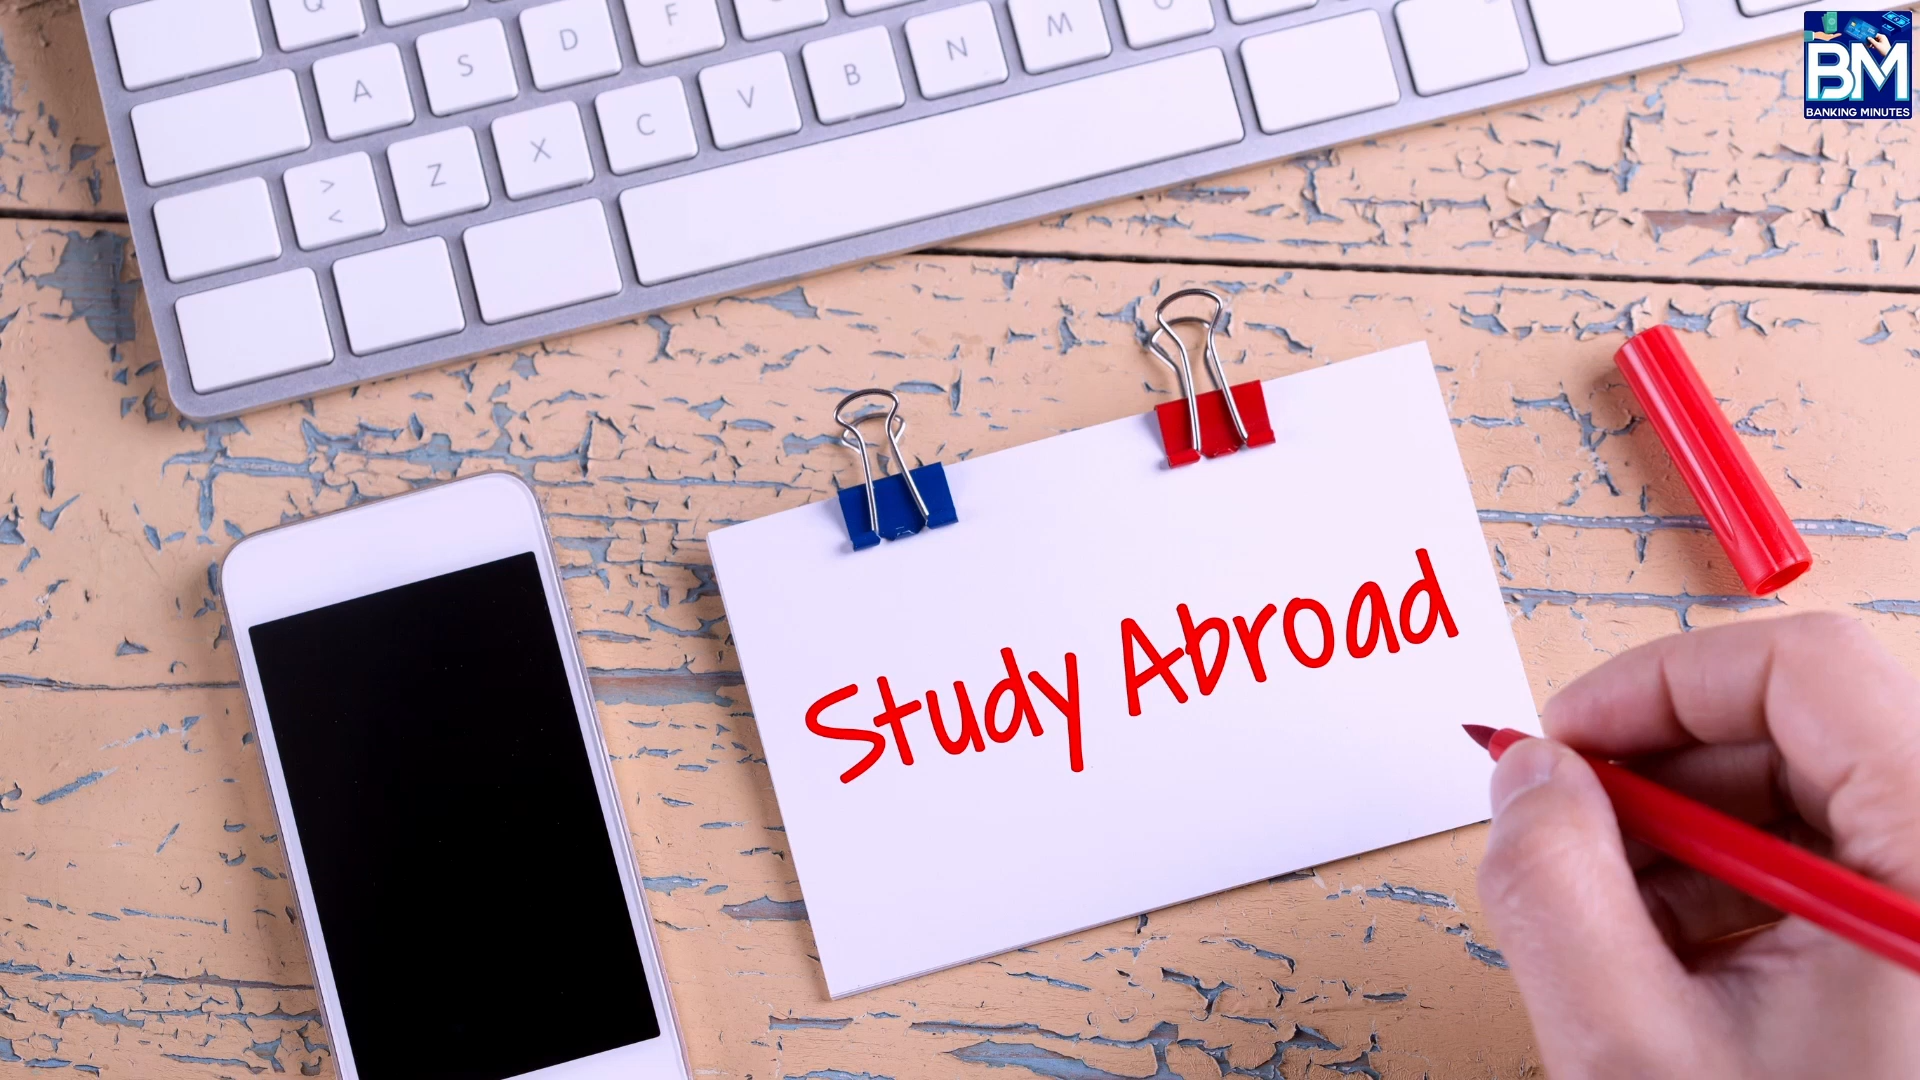 Q
A S D F
> Z X C V B N M
<
BM
BANKING MINUTES
Study Abroad